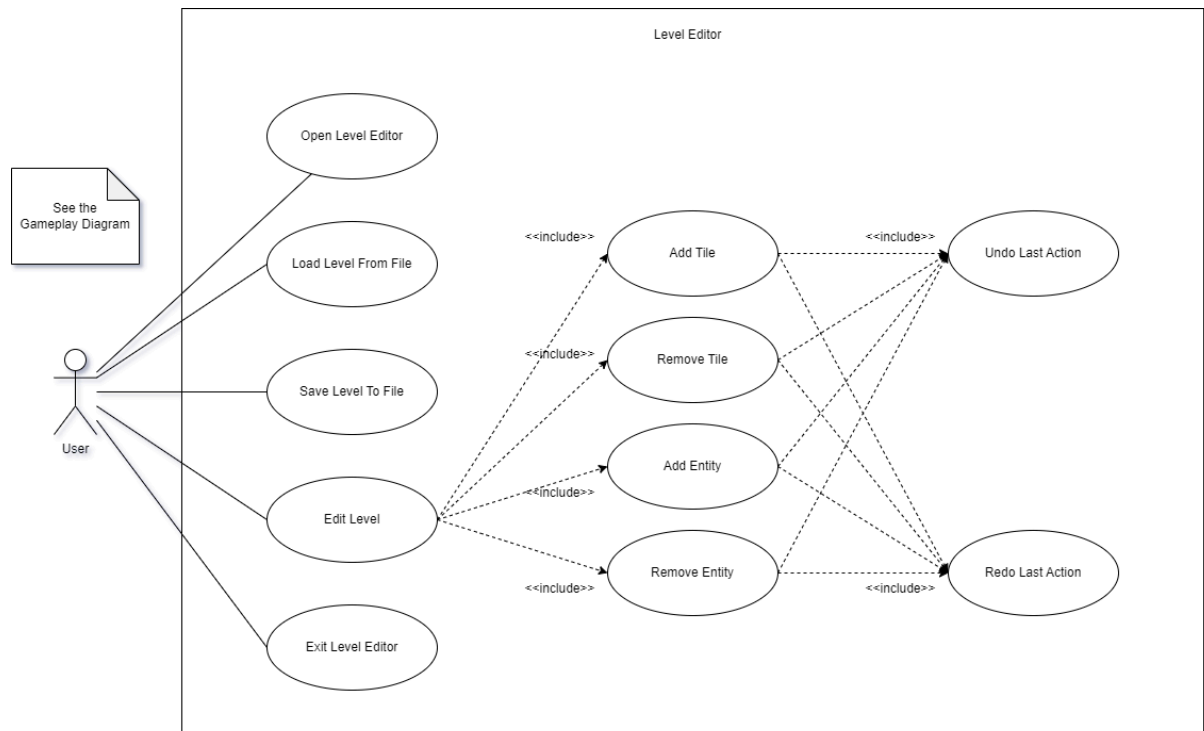 Level Editor
Open Level Editor
See the
Gameplay Diagram
Load Level From File
Save Level To File
User
Edit Level
Exit Level Editor
<<include>>
Add Tile
<<include>>
Remove Tile
<<include>>
Add Entity
<<include>>
Remove Entity
<<include>>
Undo Last Action
<<include>>
Redo Last Action